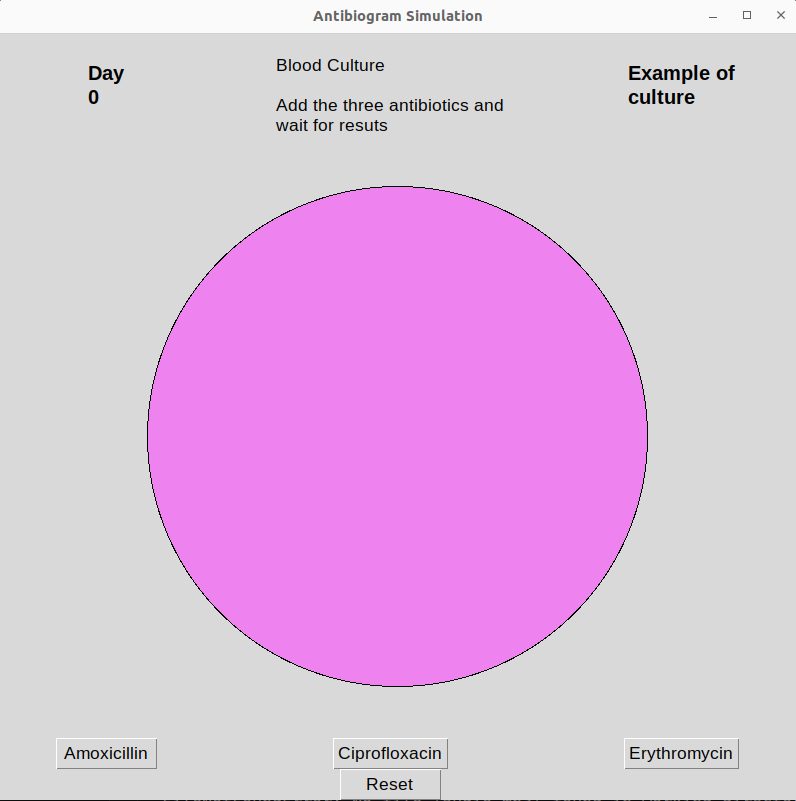 Antibiogram Simulation
Day
0
Blood Culture
Add the three antibiotics and
wait for resuts
Example of
culture
Amoxicillin
Ciprofloxacin
Erythromycin
Reset